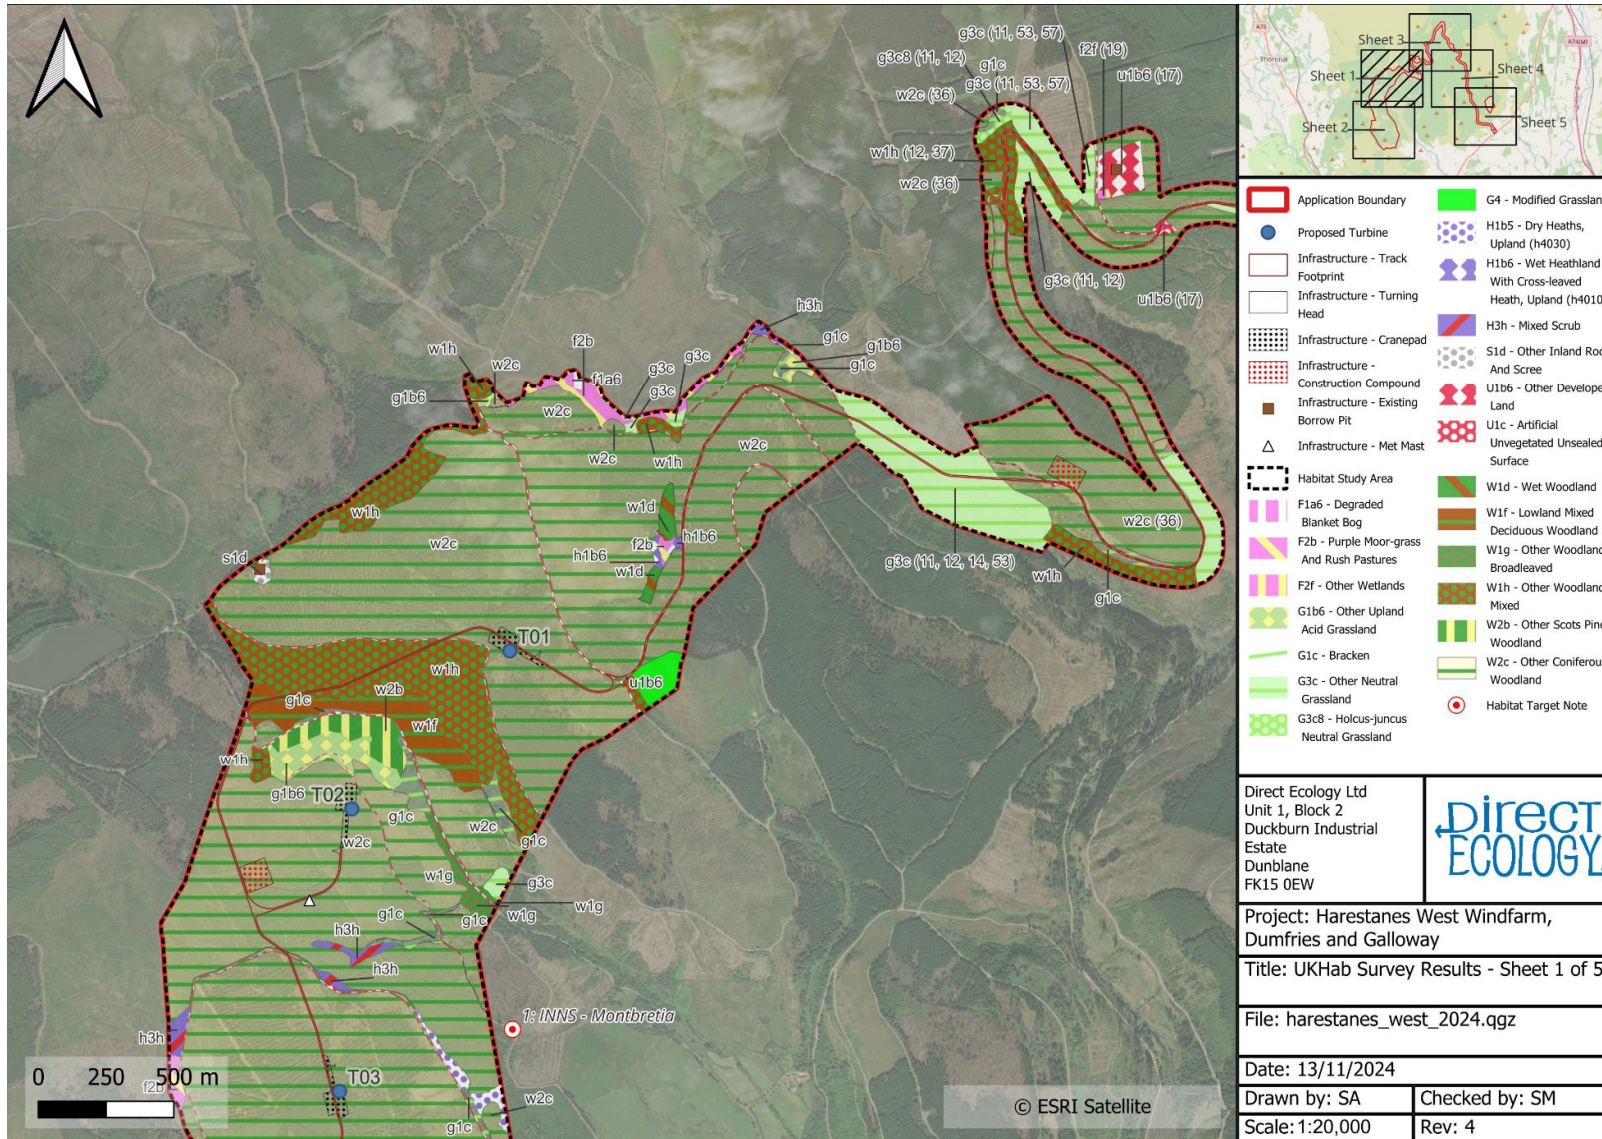 g3c (11, 53, 57)
f2f (19)
g3c8 (11, 12)
g1c
u1b6 (17)
g3c (11, 53, 57)
w2c (36)
w1h (12, 37)
w2c (36)
g3c (11, 12)
u1b6 (17)
h3h
g1c
g1b6
g1c
f2b
w1h
w2c
g3c
f1a6
g3c
g1b6
w2c
w2c
w1h
w2c
w1h
w1d
w2c
f2b
h1b6
h1b6
w1d
s1d
w2c (36)
g3c (11, 12, 14, 53)
w1h
g1c
T01
w1h
u1b6
w2b
g1c
w1f
w1h
g1b6
T02
g1c
w2c
w2c
g1c
w1g
g3c
w1g
w1g
g1c
g1c
h3h
h3h
1: INNS - Montbretia
h3h
f2b
T03
w2c
g1c
0 250 500 m
© ESRI Satellite
A76
A74(M)
Thornhill
Sheet 3
Sheet 1
Sheet 4
Sheet 2
Sheet 5
Application Boundary
Proposed Turbine
Infrastructure - Track
Footprint
Infrastructure - Turning
Head
Infrastructure - Cranepad
Infrastructure -
Construction Compound
Infrastructure - Existing
Borrow Pit
Infrastructure - Met Mast
Habitat Study Area
F1a6 - Degraded
Blanket Bog
F2b - Purple Moor-grass
And Rush Pastures
F2f - Other Wetlands
G1b6 - Other Upland
Acid Grassland
G1c - Bracken
G3c - Other Neutral
Grassland
G3c8 - Holcus-juncus
Neutral Grassland
G4 - Modified Grasslan
H1b5 - Dry Heaths,
Upland (h4030)
H1b6 - Wet Heathland
With Cross-leaved
Heath, Upland (h4010
H3h - Mixed Scrub
S1d - Other Inland Roc
And Scree
U1b6 - Other Develope
Land
U1c - Artificial
Unvegetated Unsealed
Surface
W1d - Wet Woodland
W1f - Lowland Mixed
Deciduous Woodland
W1g - Other Woodlanc
Broadleaved
W1h - Other Woodlanc
Mixed
W2b - Other Scots Pine
Woodland
W2c - Other Coniferou
Woodland
Habitat Target Note
Direct Ecology Ltd
Unit 1, Block 2
Duckburn Industrial
Estate
Dunblane
FK15 0EW
Direct
ECOLOGY
Project: Harestanes West Windfarm,
Dumfries and Galloway
Title: UKHab Survey Results - Sheet 1 of 5
File: harestanes_west_2024.qgz
Date: 13/11/2024
Drawn by: SA
Checked by: SM
Scale: 1:20,000
Rev: 4